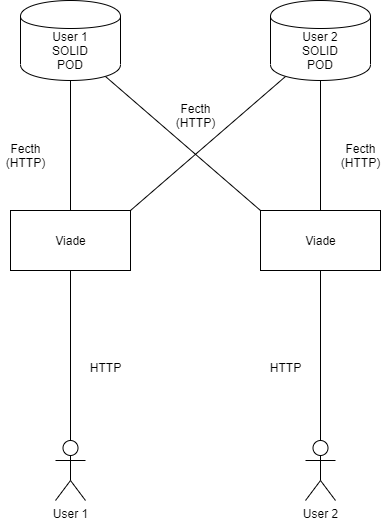 User 1
SOLID
POD
User 2
SOLID
POD
Fecth
(HTTP)
Fecth
(HTTP)
Fecth
(HTTP)
Viade
Viade
HTTP
HTTP
User 1
User 2